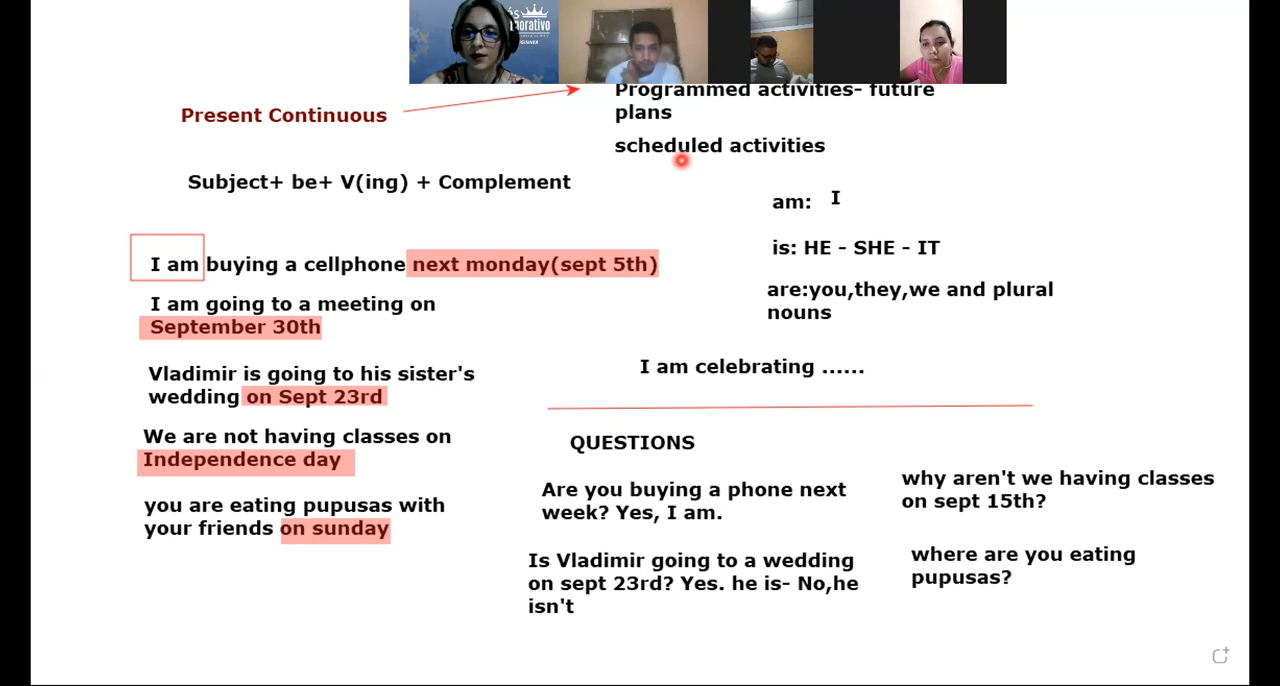 orativo
Programmed activities- future
plans
Present Continuous
scheduled activities
Subject+ be+ V(ing) + Complement
am: I
is: HE - SHE - IT
are:you,they,we and plural
nouns
I am buying a cellphone next monday(sept 5th)
I am going to a meeting on
September 30th
Vladimir is going to his sister's
wedding on Sept 23rd
We are not having classes on
Independence day
you are eating pupusas with
your friends on sunday
I am celebrating ......
QUESTIONS
Are you buying a phone next
week? Yes, I am.
Is Vladimir going to a wedding
on sept 23rd? Yes. he is- No,he
isn't
why aren't we having classes
on sept 15th?
where are you eating
pupusas?